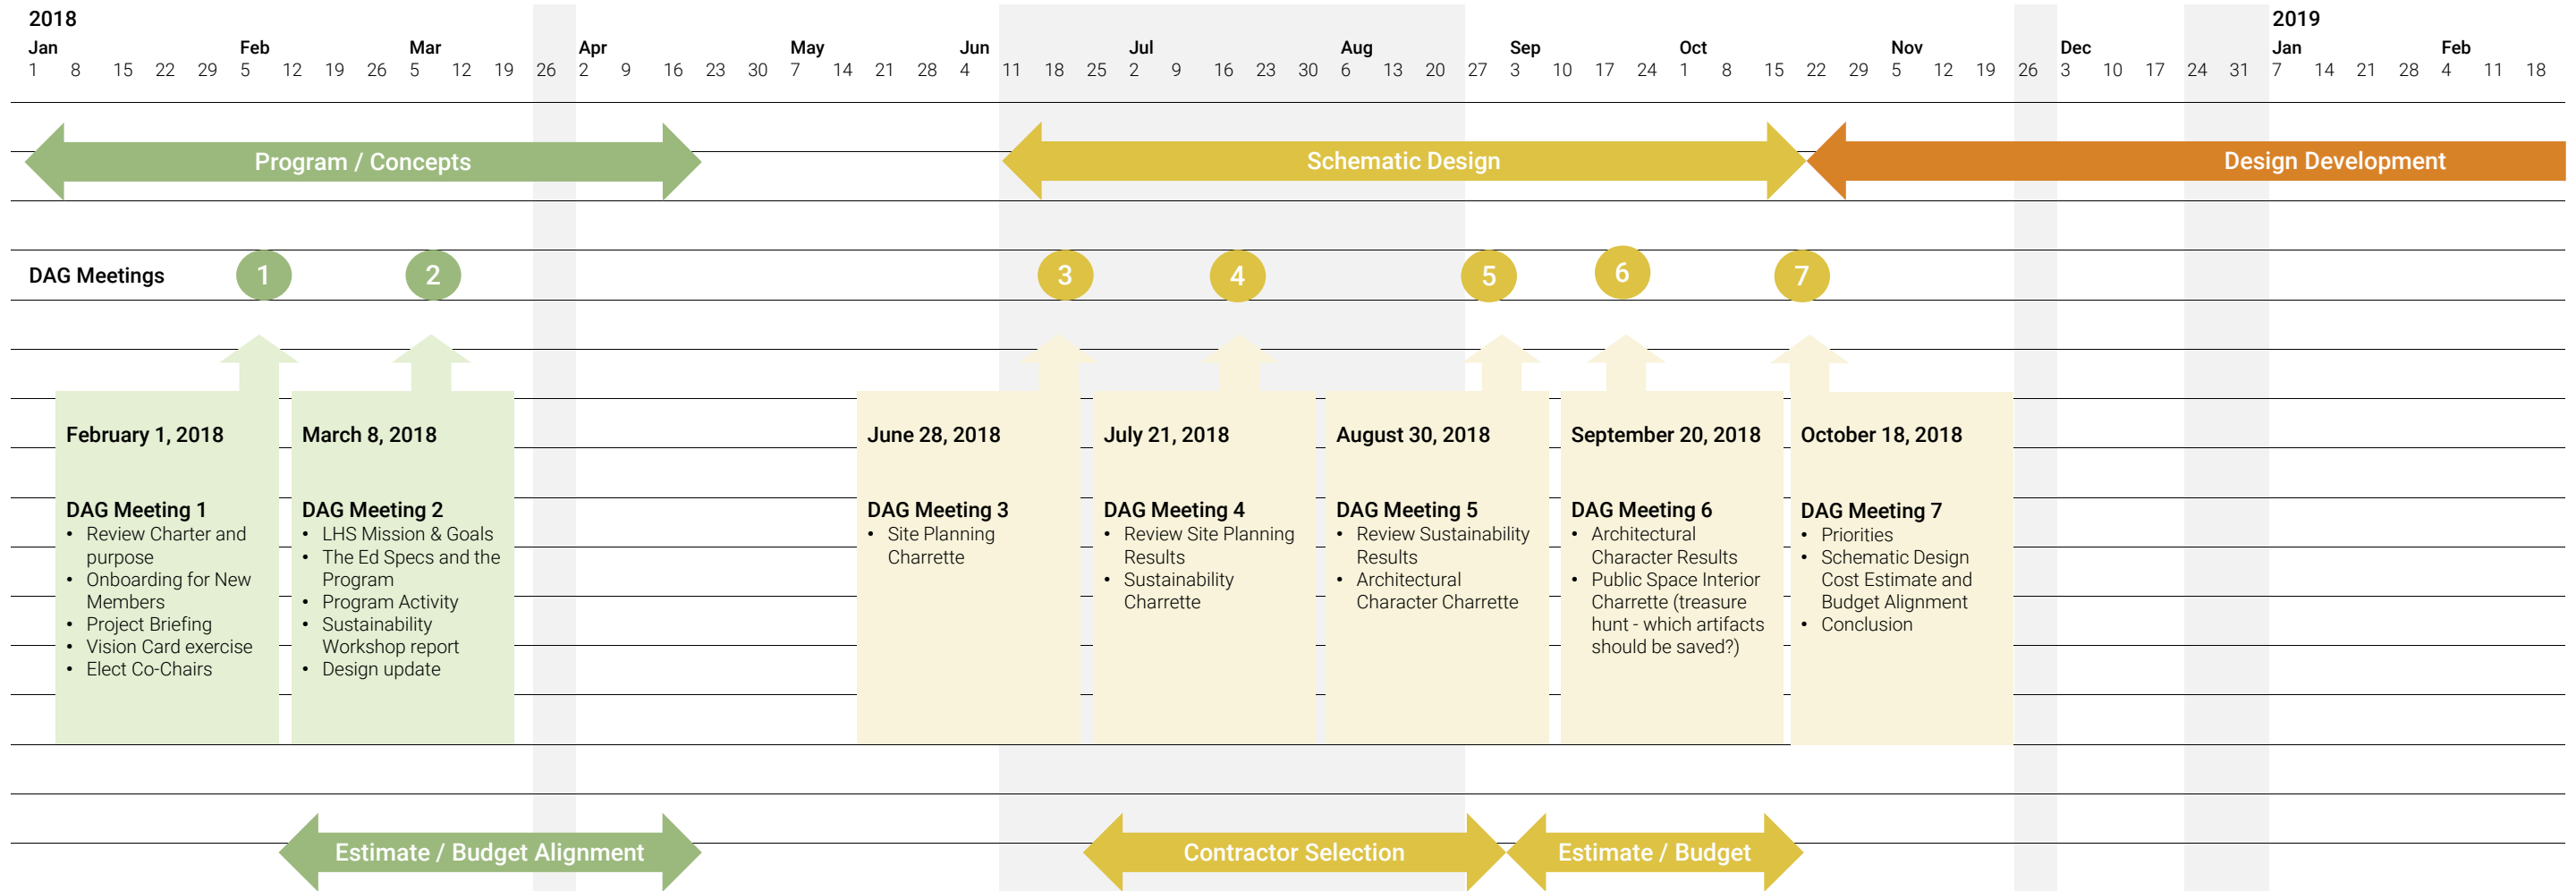 2018 2019
Jan Feb Mar Apr May Jun Jul Aug Sep Oct Nov Dec Jan Feb
1 8 15 22 29 5 12 19 26 5 12 19 26 2 9 16 23 30 7 14 21 28 4 11 18 25 2 9 16 23 30 6 13 20 27 3 10 17 24 1 8 15 22 29 5 12 19 26 3 10 17 24 31 7 14 21 28 4 11 18
Program / Concepts Schematic Design Design Development
DAG Meetings 1 2 3 4 5 6 7
February 1, 2018
DAG Meeting 1
• Review Charter and
purpose
• Onboarding for New
Members
• Project Briefing
• Vision Card exercise
• Elect Co-Chairs
March 8, 2018
DAG Meeting 2
• LHS Mission & Goals
• The Ed Specs and the
Program
• Program Activity
• Sustainability
Workshop report
• Design update
June 28, 2018
DAG Meeting 3
• Site Planning
Charrette
July 21, 2018
DAG Meeting 4
• Review Site Planning
Results
• Sustainability
Charrette
August 30, 2018
DAG Meeting 5
• Review Sustainability
Results
• Architectural
Character Charrette
September 20, 2018
DAG Meeting 6
• Architectural
Character Results
• Public Space Interior
Charrette (treasure
hunt - which artifacts
should be saved?)
October 18, 2018
DAG Meeting 7
• Priorities
• Schematic Design
Cost Estimate and
Budget Alignment
• Conclusion
Estimate / Budget Alignment Contractor Selection Estimate / Budget